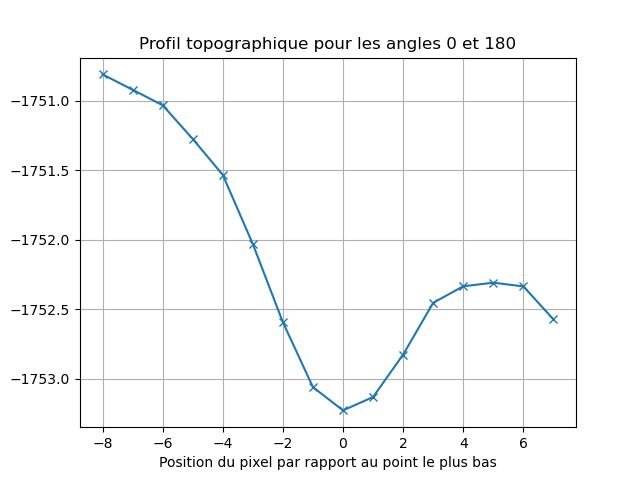 Profil topographique pour les angles 0 et 180
−1751.0
−1751.5
−1752.0
−1752.5
−1753.0
−8 −6 −4 −2 0 2 4 6
Position du pixel par rapport au point le plus bas